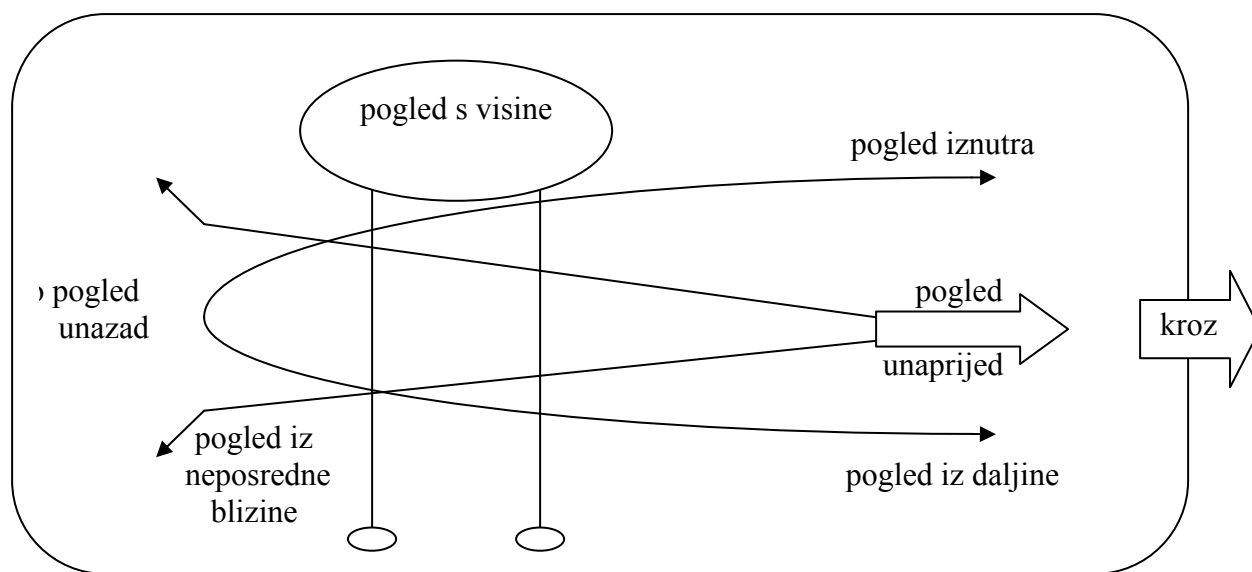 pogled s visine
pogled iznutra
pogled
unazad
pogled
unaprijed
kroz
pogled iz
neposredne
blizine
pogled iz daljine